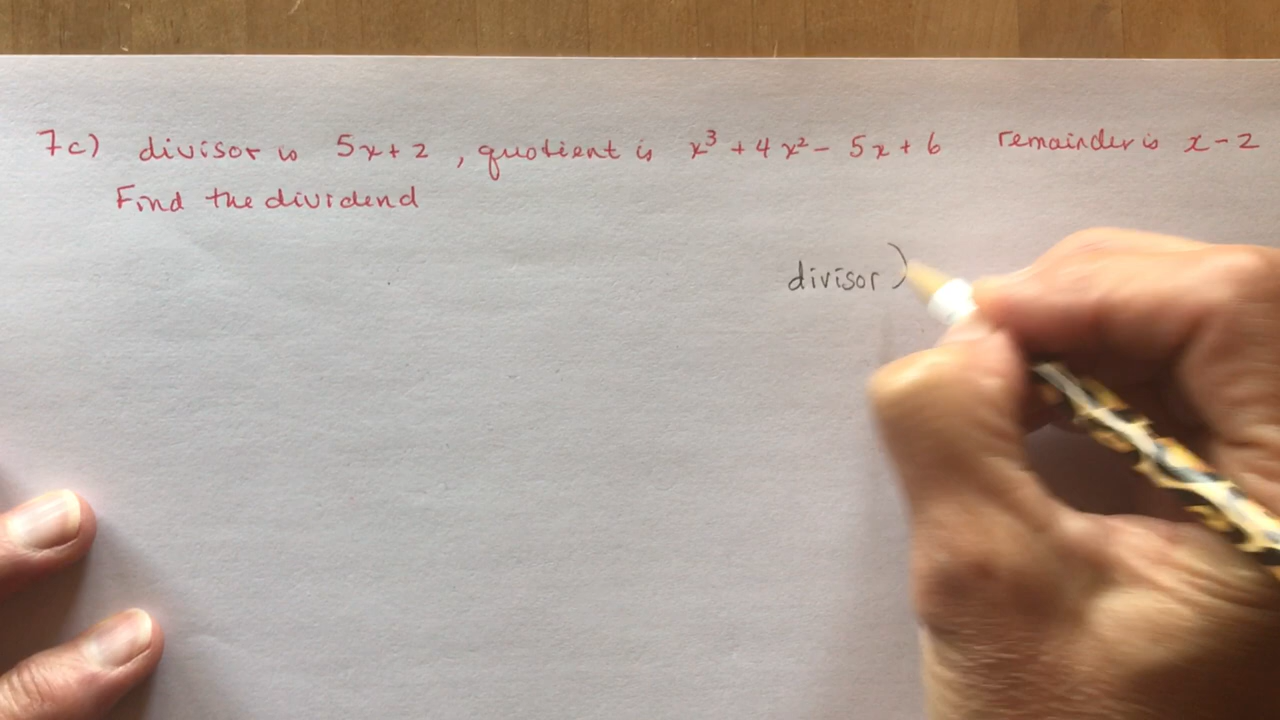 7c) divisor is 5x+2, quotient is x³+4x²-5x+6 remainder is x-2
Find the dividend
divisor )